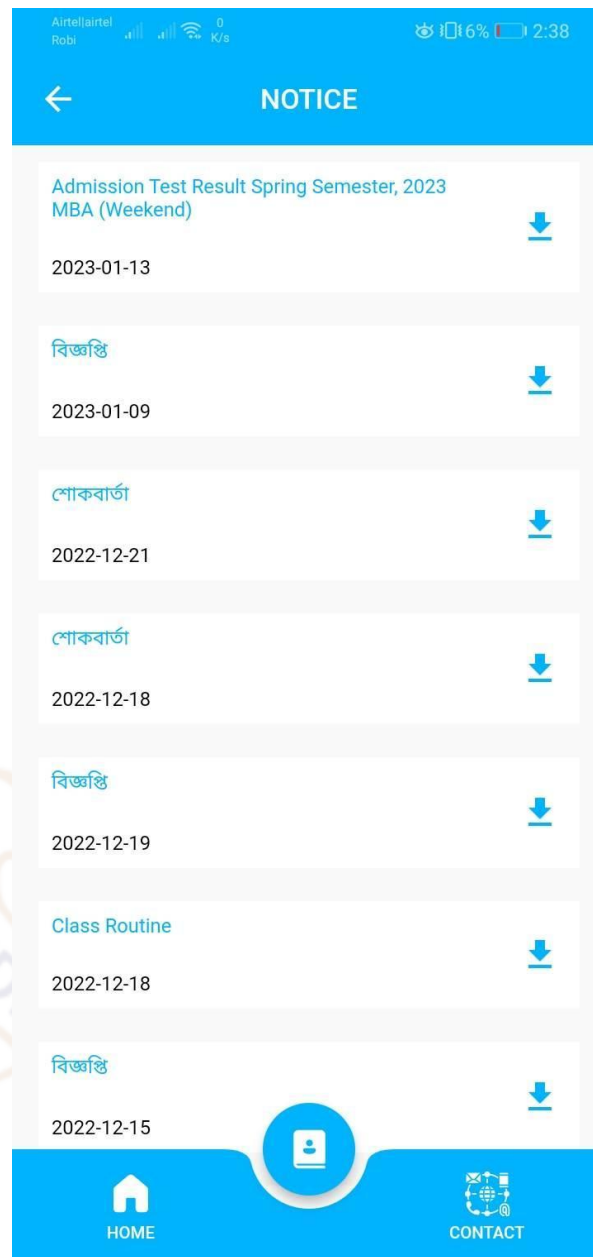 Airtel|airtel
Robi
0
K/s
6%
2:38
NOTICE
Admission Test Result Spring Semester, 2023
MBA (Weekend)
2023-01-13
বিজ্ঞপ্তি
2023-01-09
শোকবার্তা
2022-12-21
শোকবার্তা
2022-12-18
বিজ্ঞপ্তি
2022-12-19
Class Routine
2022-12-18
বিজ্ঞপ্তি
2022-12-15
HOME
CONTACT